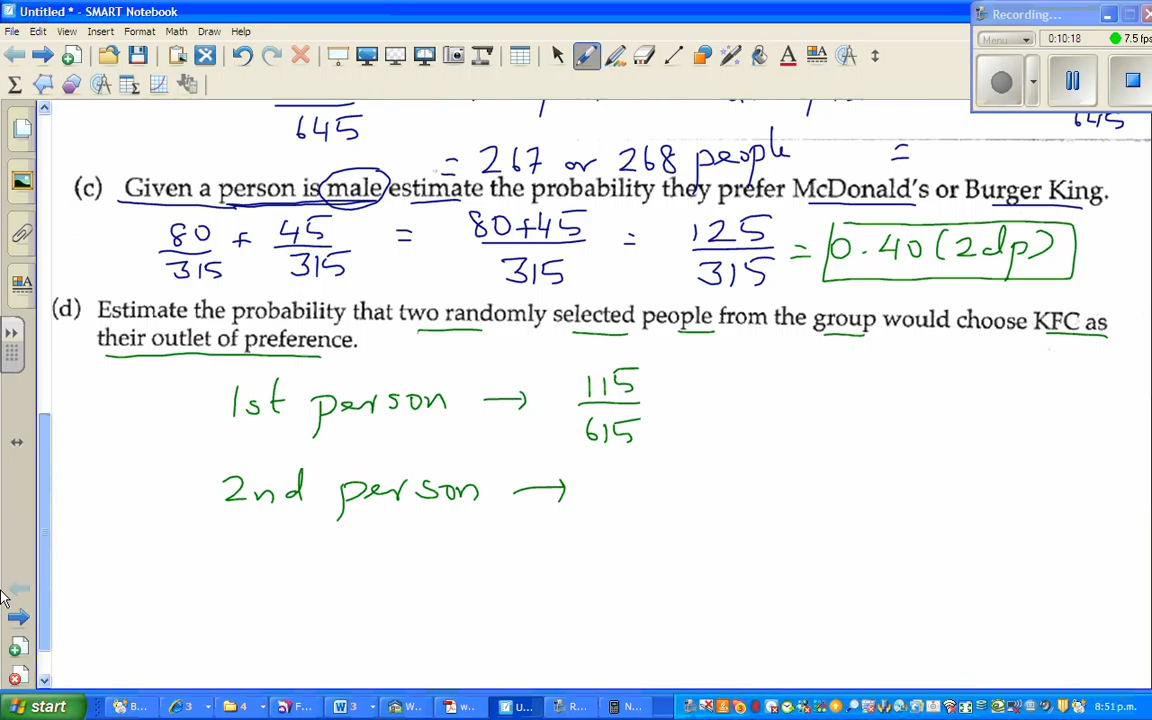 Untitled * - SMART Notebook
File Edit View Insert Format Math Draw Help
Recording...
Menu
0:10:18
7.5 fps
645
645
= 267 or 268 people =
(c) Given a person is male estimate the probability they prefer McDonald's or Burger King.
80/315 + 45/315 = 80+45/315 = 125/315 = 0.40 (2dp)
(d) Estimate the probability that two randomly selected people from the group would choose KFC as
their outlet of preference.
1st person → 115/615
2nd person →
start
B...
3
4
F...
3
W...
w...
U...
R...
N...
8:51 p.m.